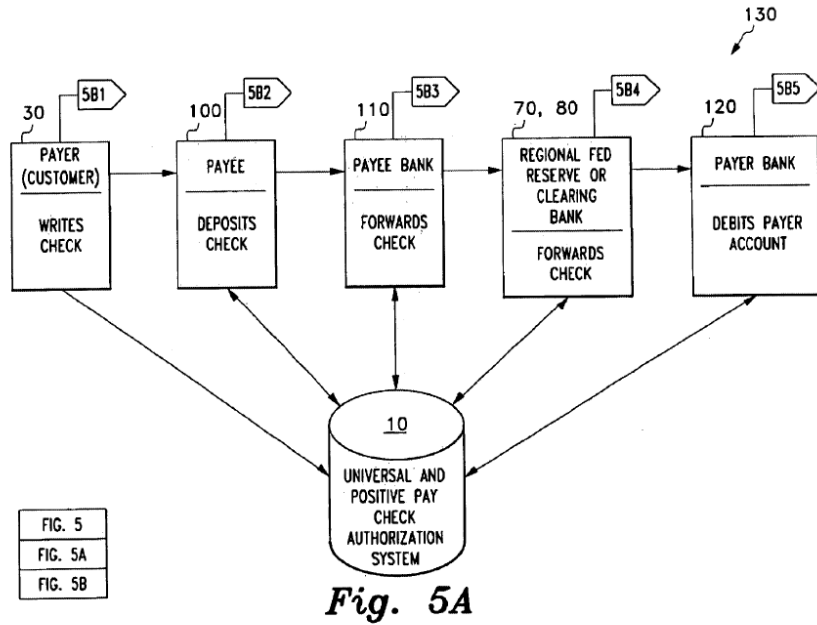 130
5B1
5B2
5B3
5B4
5B5
30
100
110
70, 80
120
PAYER
(CUSTOMER)
WRITES
CHECK
PAYEE
DEPOSITS
CHECK
PAYEE BANK
FORWARDS
CHECK
REGIONAL FED
RESERVE OR
CLEARING
BANK
FORWARDS
CHECK
PAYER BANK
DEBITS PAYER
ACCOUNT
10
UNIVERSAL AND
POSITIVE PAY
CHECK
AUTHORIZATION
SYSTEM
FIG. 5
FIG. 5A
FIG. 5B
Fig. 5A